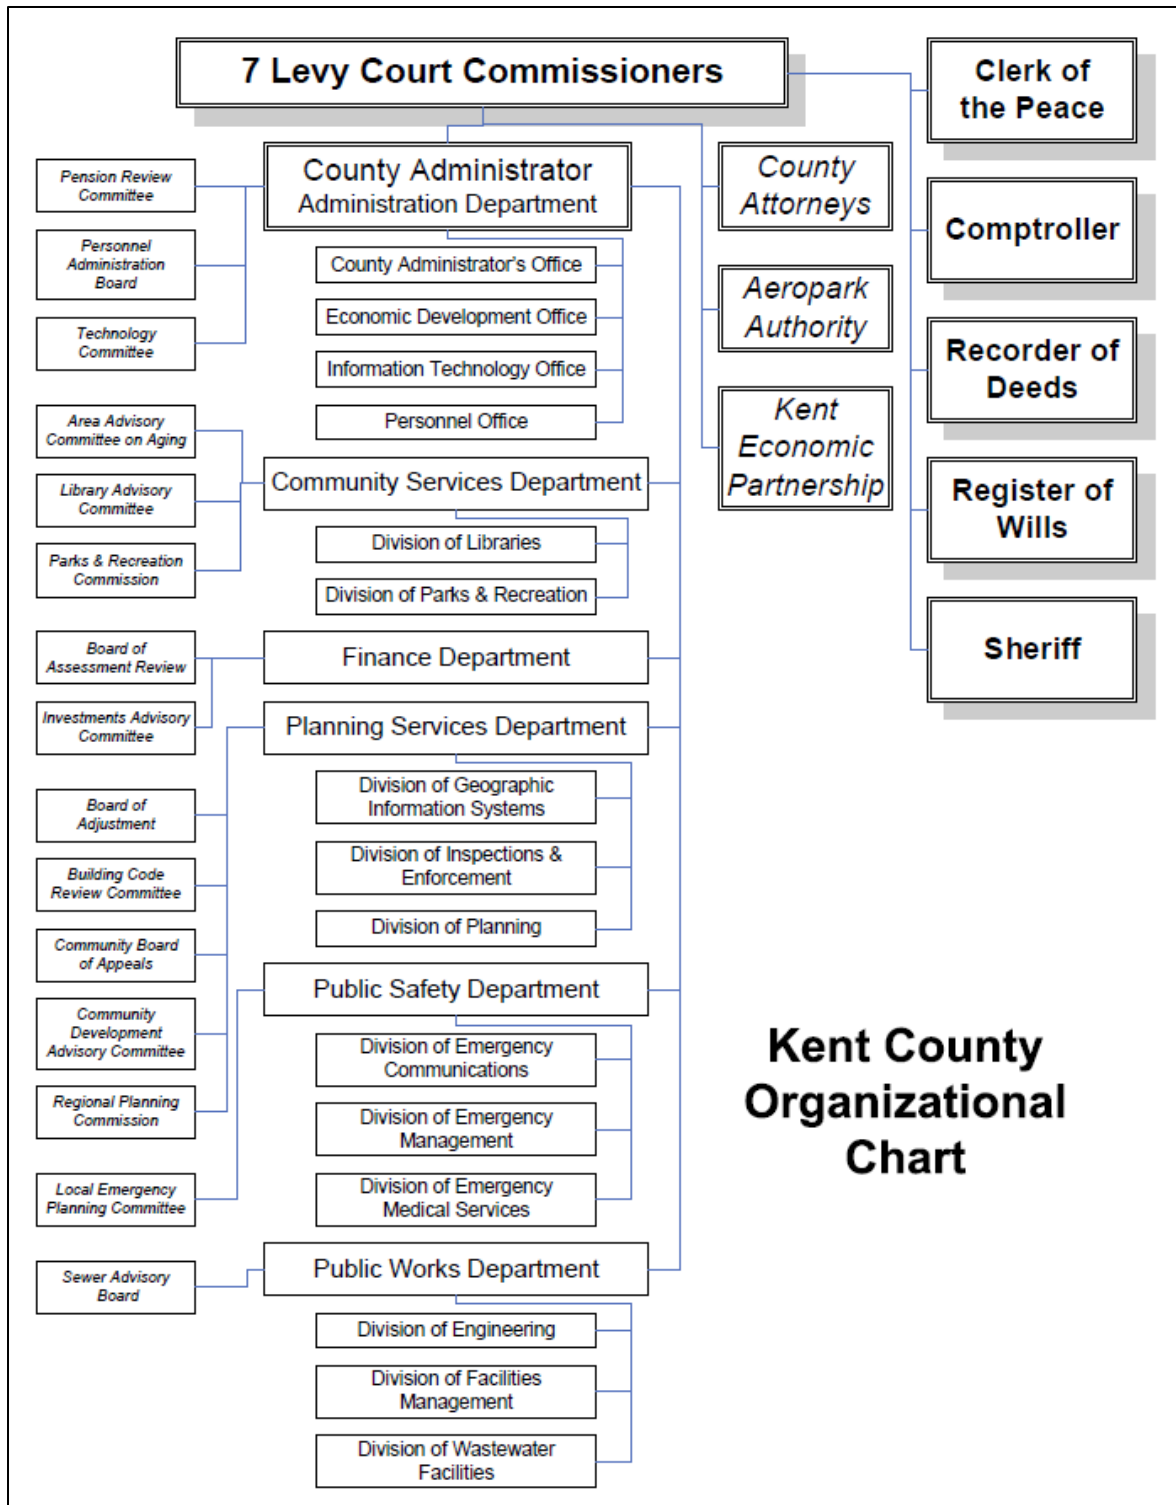 7 Levy Court Commissioners
Clerk of
the Peace
Comptroller
Recorder of
Deeds
Register of
Wills
Sheriff
County
Attorneys
Aeropark
Authority
Kent
Economic
Partnership
County Administrator
Administration Department
Pension Review
Committee
Personnel
Administration
Board
Technology
Committee
County Administrator's Office
Economic Development Office
Information Technology Office
Personnel Office
Community Services Department
Area Advisory
Committee on Aging
Library Advisory
Committee
Parks & Recreation
Commission
Division of Libraries
Division of Parks & Recreation
Finance Department
Board of
Assessment Review
Investments Advisory
Committee
Planning Services Department
Board of
Adjustment
Building Code
Review Committee
Community Board
of Appeals
Community
Development
Advisory Committee
Regional Planning
Commission
Division of Geographic
Information Systems
Division of Inspections &
Enforcement
Division of Planning
Public Safety Department
Local Emergency
Planning Committee
Division of Emergency
Communications
Division of Emergency
Management
Division of Emergency
Medical Services
Public Works Department
Sewer Advisory
Board
Division of Engineering
Division of Facilities
Management
Division of Wastewater
Facilities
Kent County
Organizational
Chart